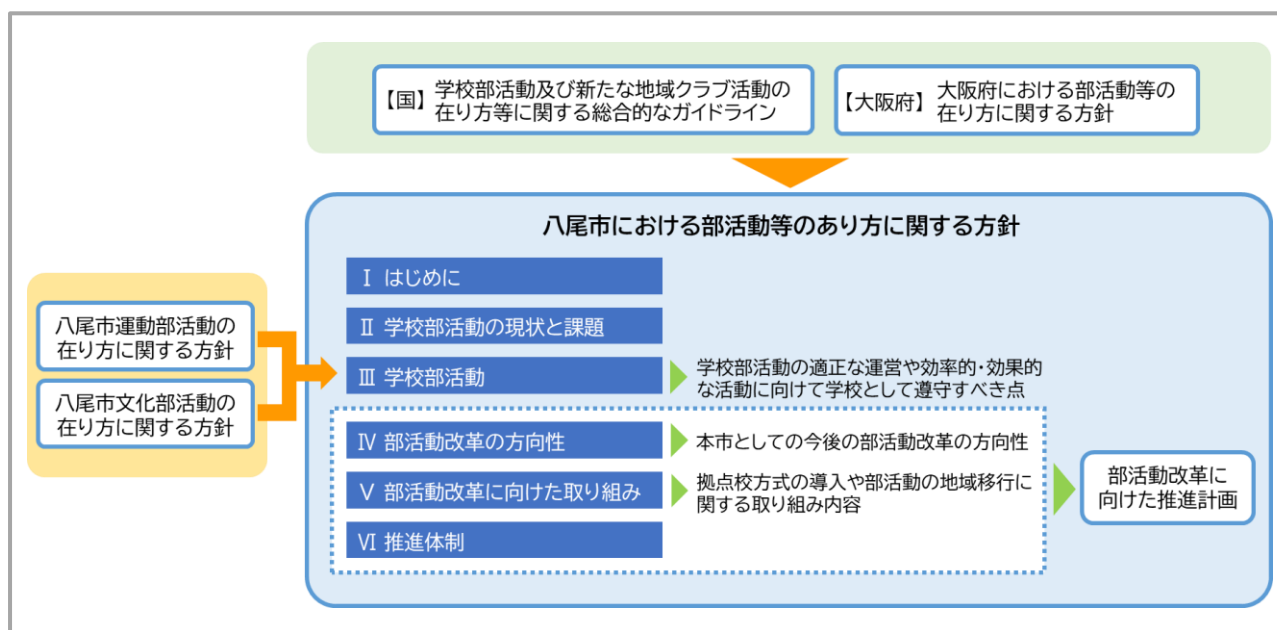 【国】 学校部活動及び新たな地域クラブ活動の
在り方等に関する総合的なガイドライン
【大阪府】 大阪府における部活動等の
在り方に関する方針
八尾市における部活動等のあり方に関する方針
八尾市運動部活動の
在り方に関する方針
八尾市文化部活動の
在り方に関する方針
Ⅰ はじめに
Ⅱ 学校部活動の現状と課題
Ⅲ 学校部活動
学校部活動の適正な運営や効率的・効果的
な活動に向けて学校として遵守すべき点
Ⅳ 部活動改革の方向性
本市としての今後の部活動改革の方向性
Ⅴ 部活動改革に向けた取り組み
拠点校方式の導入や部活動の地域移行に
関する取り組み内容
Ⅵ 推進体制
部活動改革に
向けた推進計画